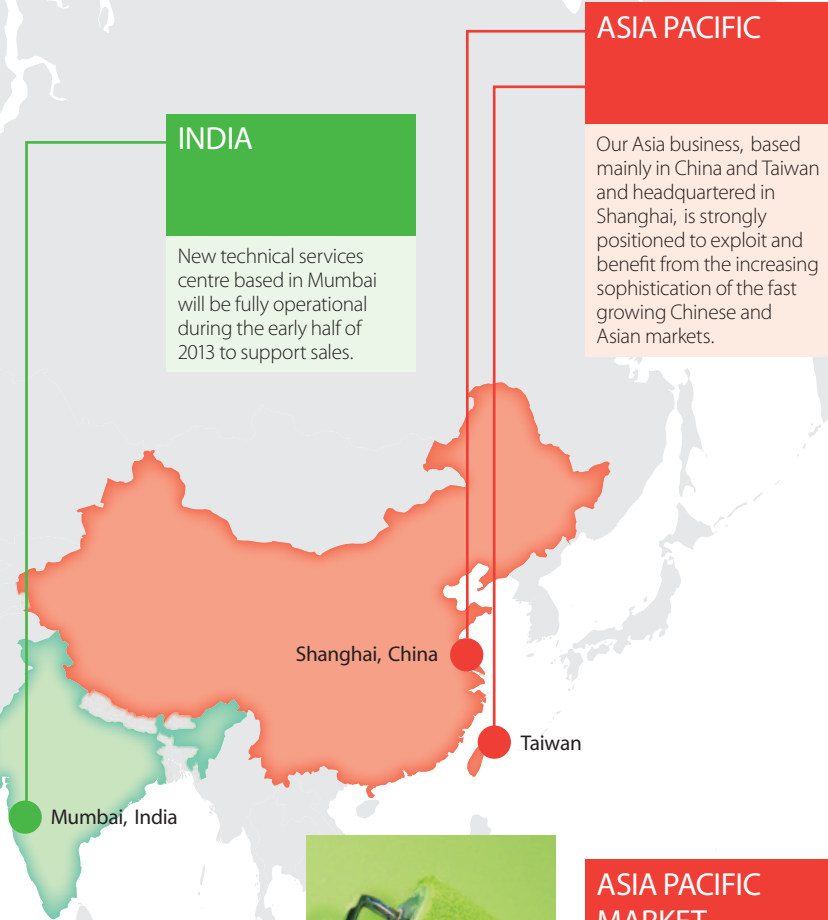 ASIA PACIFIC
Our Asia business, based
mainly in China and Taiwan
and headquartered in
Shanghai, is strongly
positioned to exploit and
benefit from the increasing
sophistication of the fast
growing Chinese and
Asian markets.
INDIA
New technical services
centre based in Mumbai
will be fully operational
during the early half of
2013 to support sales.
Shanghai, China
Taiwan
Mumbai, India
ASIA PACIFIC
MARKET